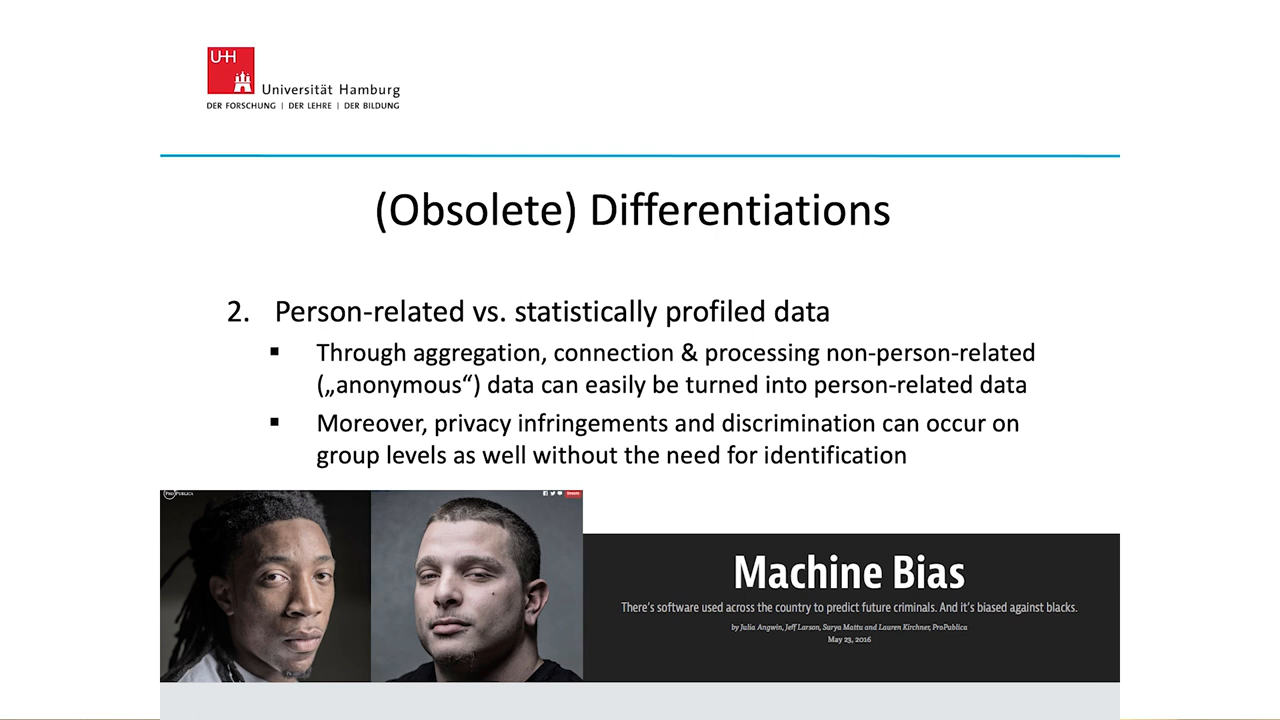 UHH
Universität Hamburg
DER FORSCHUNG | DER LEHRE | DER BILDUNG
(Obsolete) Differentiations
2. Person-related vs. statistically profiled data
▪ Through aggregation, connection & processing non-person-related
(„anonymous“) data can easily be turned into person-related data
▪ Moreover, privacy infringements and discrimination can occur on
group levels as well without the need for identification
PROPUBLICA
Donate
Machine Bias
There’s software used across the country to predict future criminals. And it’s biased against blacks.
by Julia Angwin, Jeff Larson, Surya Mattu and Lauren Kirchner, ProPublica
May 23, 2016